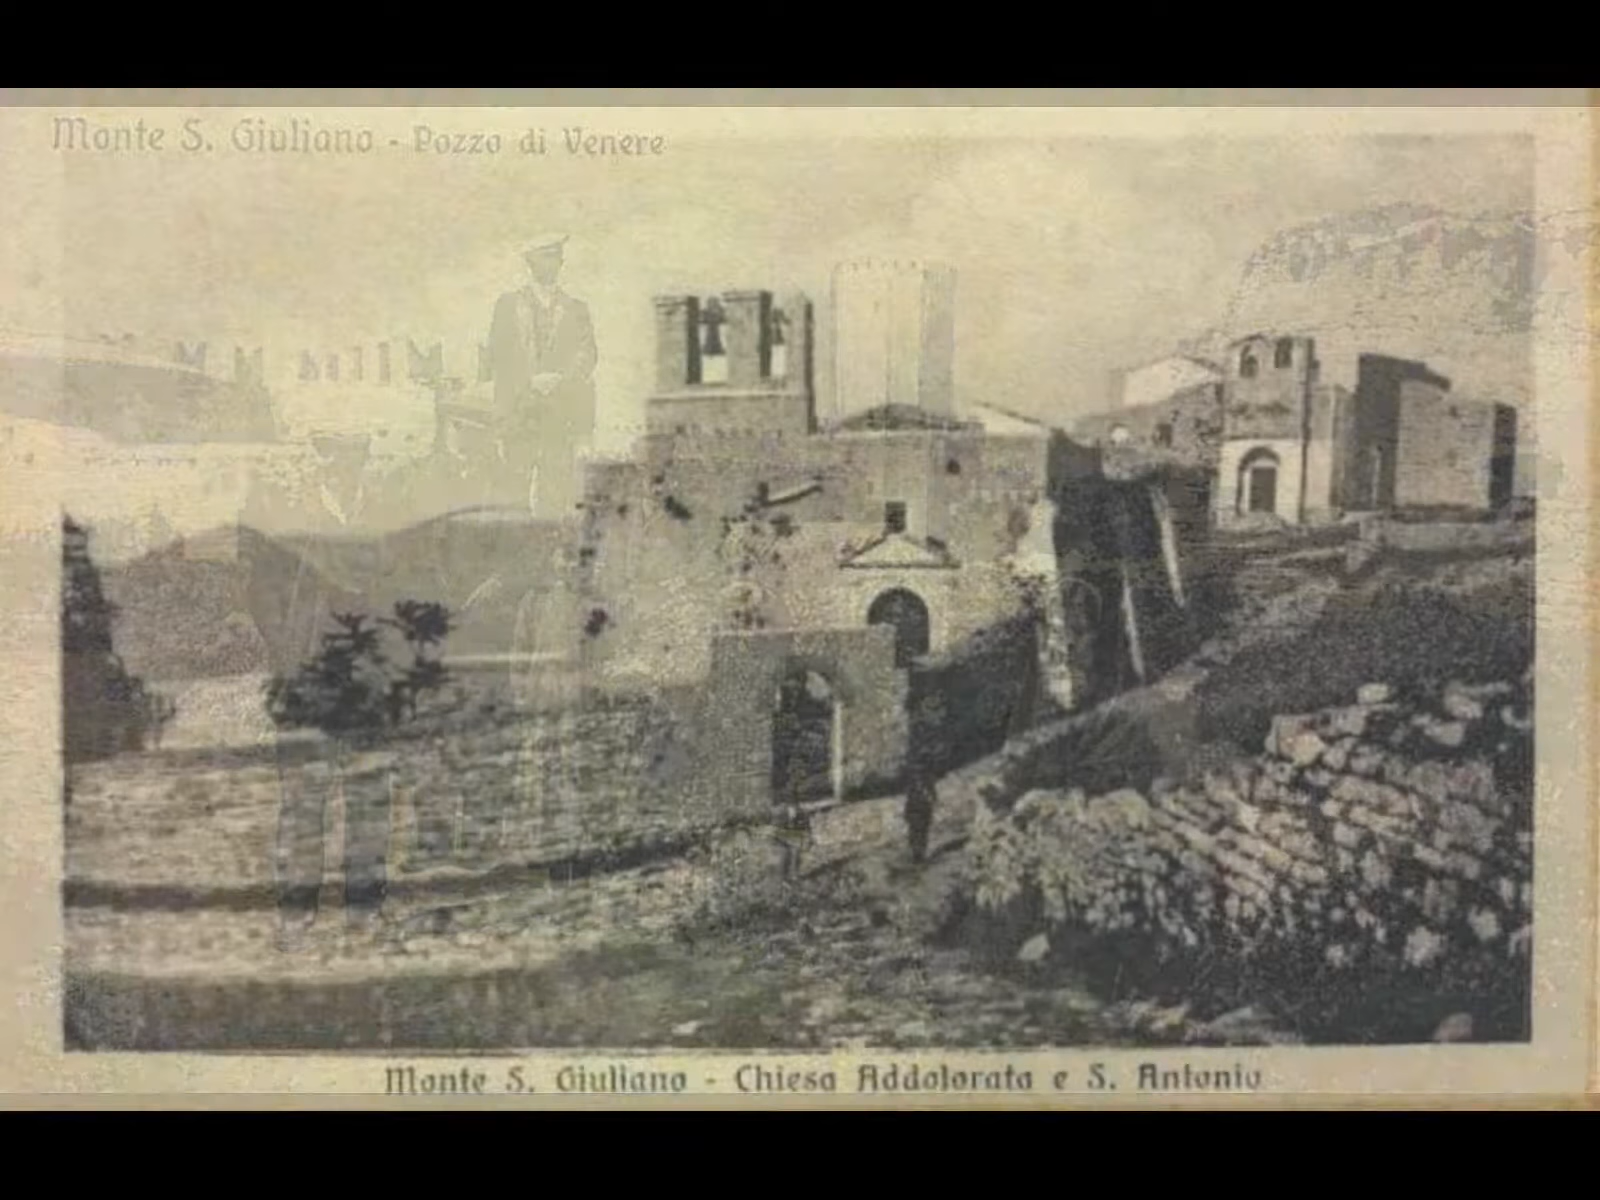 Monte S. Giuliano - Pozzo di Venere
Monte S. Giuliano - Chiesa Addolorata e S. Antonio